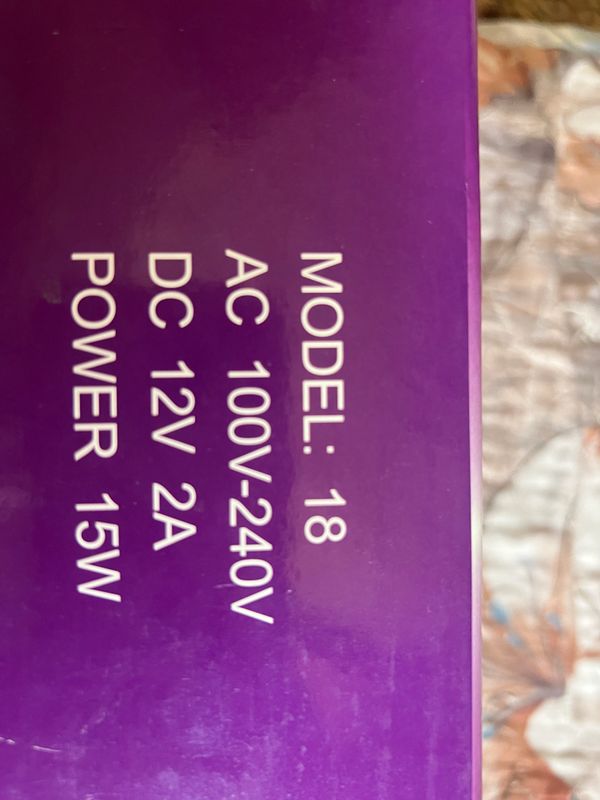 MODEL: 18
AC 100V-240V
DC 12V 2A
POWER 15W